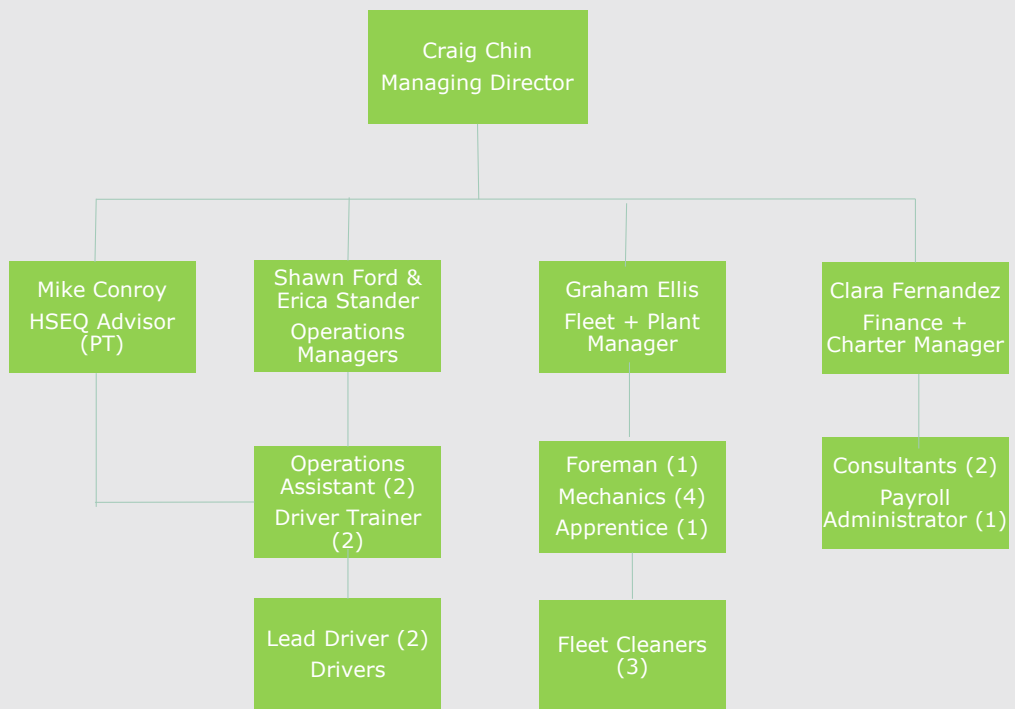 Craig Chin
Managing Director
Mike Conroy
HSEQ Advisor
(PT)
Shawn Ford &
Erica Stander
Operations
Managers
Graham Ellis
Fleet + Plant
Manager
Clara Fernandez
Finance +
Charter Manager
Operations
Assistant (2)
Driver Trainer
(2)
Foreman (1)
Mechanics (4)
Apprentice (1)
Consultants (2)
Payroll
Administrator (1)
Lead Driver (2)
Drivers
Fleet Cleaners
(3)